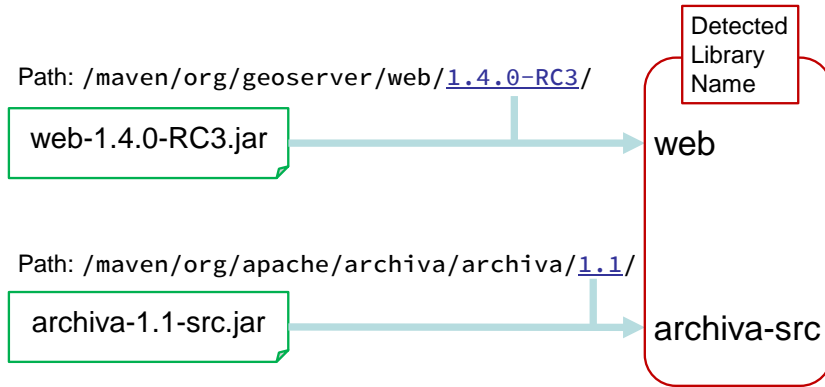 Detected
Library
Name
Path: /maven/org/geoserver/web/1.4.0-RC3/
web-1.4.0-RC3.jar
web
Path: /maven/org/apache/archiva/archiva/1.1/
archiva-1.1-src.jar
archiva-src